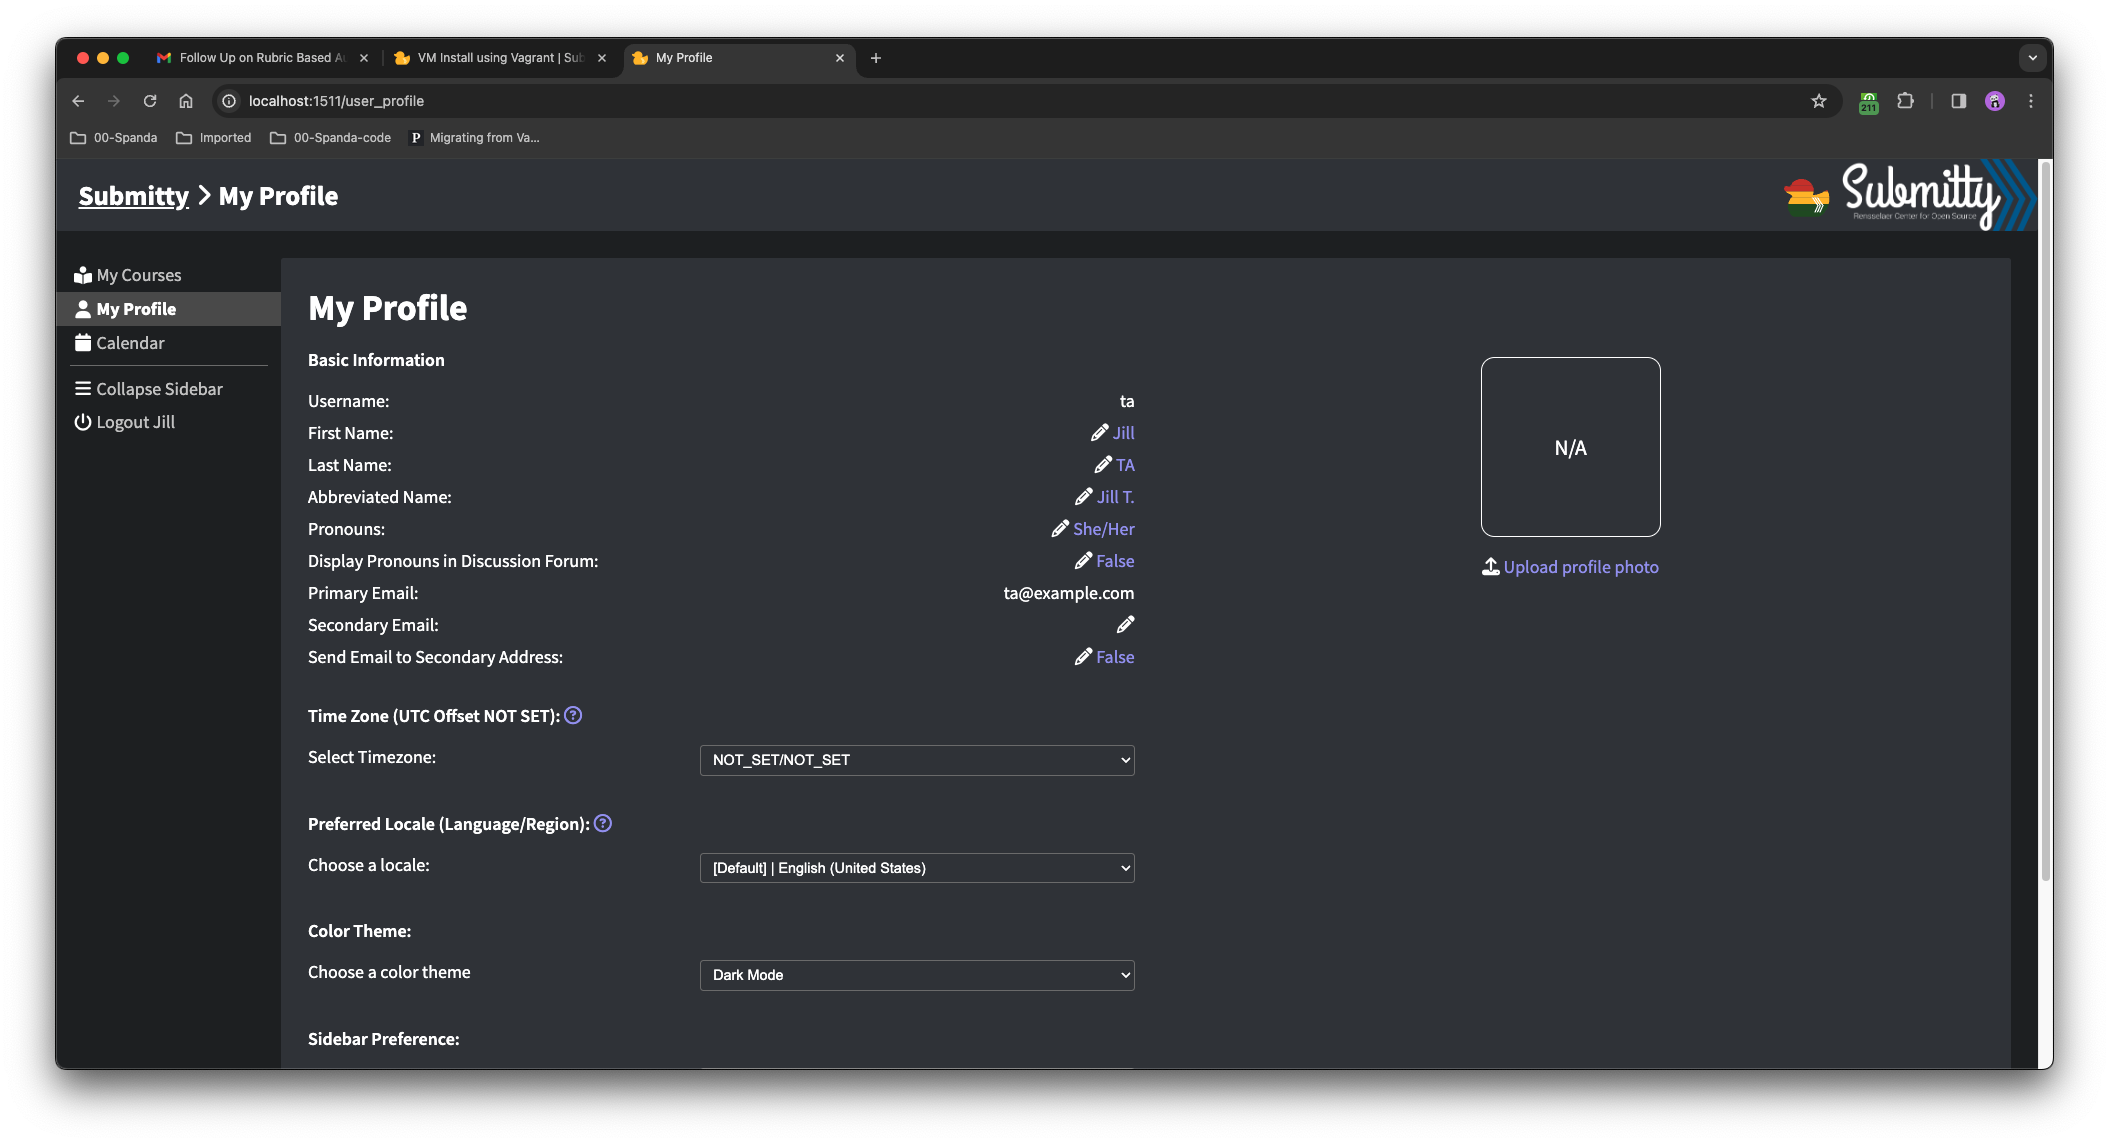 Follow Up on Rubric Based A
VM Install using Vagrant | Sub
My Profile
localhost:1511/user_profile
211
00-Spanda
Imported
00-Spanda-code
P Migrating from Va...
Submitty > My Profile
Submitty
Rensselaer Center for Open Source
My Courses
My Profile
Calendar
Collapse Sidebar
Logout Jill
My Profile
Basic Information
Username: ta
First Name: Jill
Last Name: TA
Abbreviated Name: Jill T.
Pronouns: She/Her
Display Pronouns in Discussion Forum: False
Primary Email: ta@example.com
Secondary Email:
Send Email to Secondary Address: False
N/A
Upload profile photo
Time Zone (UTC Offset NOT SET): ?
Select Timezone: NOT_SET/NOT_SET
Preferred Locale (Language/Region): ?
Choose a locale: [Default] | English (United States)
Color Theme:
Choose a color theme Dark Mode
Sidebar Preference: